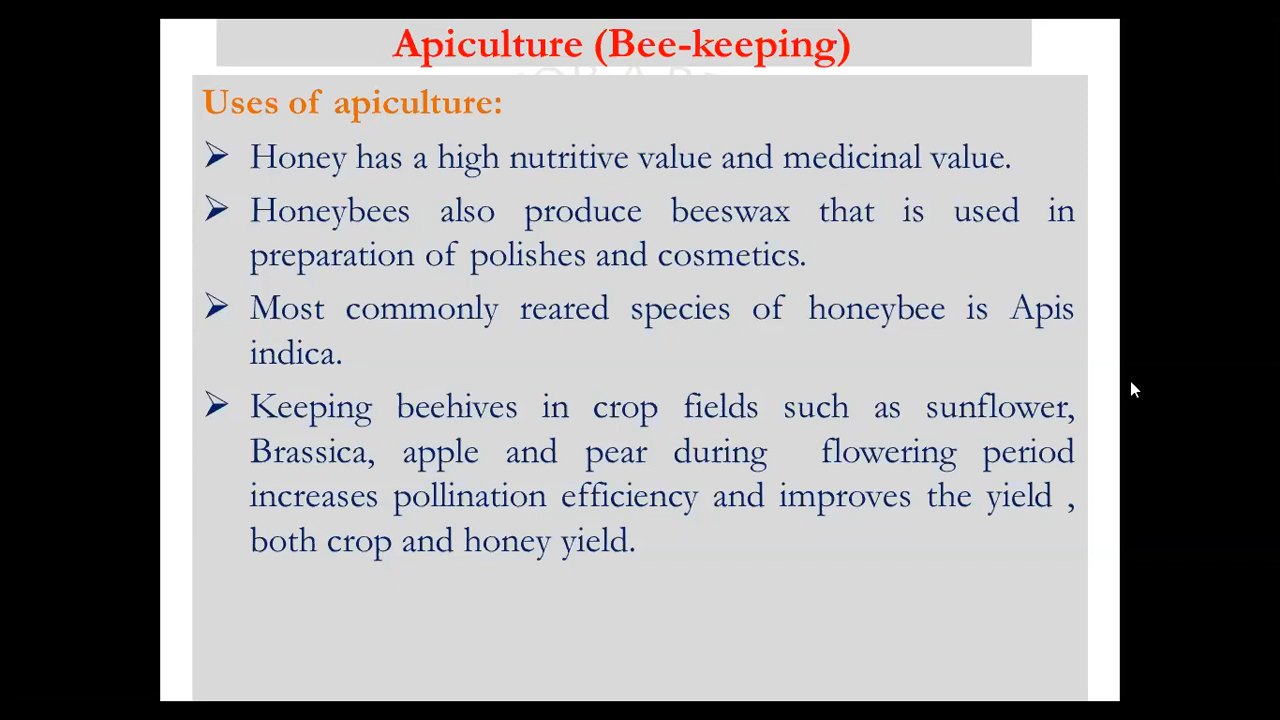 Apiculture (Bee-keeping)
Uses of apiculture:
➢ Honey has a high nutritive value and medicinal value.
➢ Honeybees also produce beeswax that is used in
preparation of polishes and cosmetics.
➢ Most commonly reared species of honeybee is Apis
indica.
➢ Keeping beehives in crop fields such as sunflower,
Brassica, apple and pear during flowering period
increases pollination efficiency and improves the yield ,
both crop and honey yield.